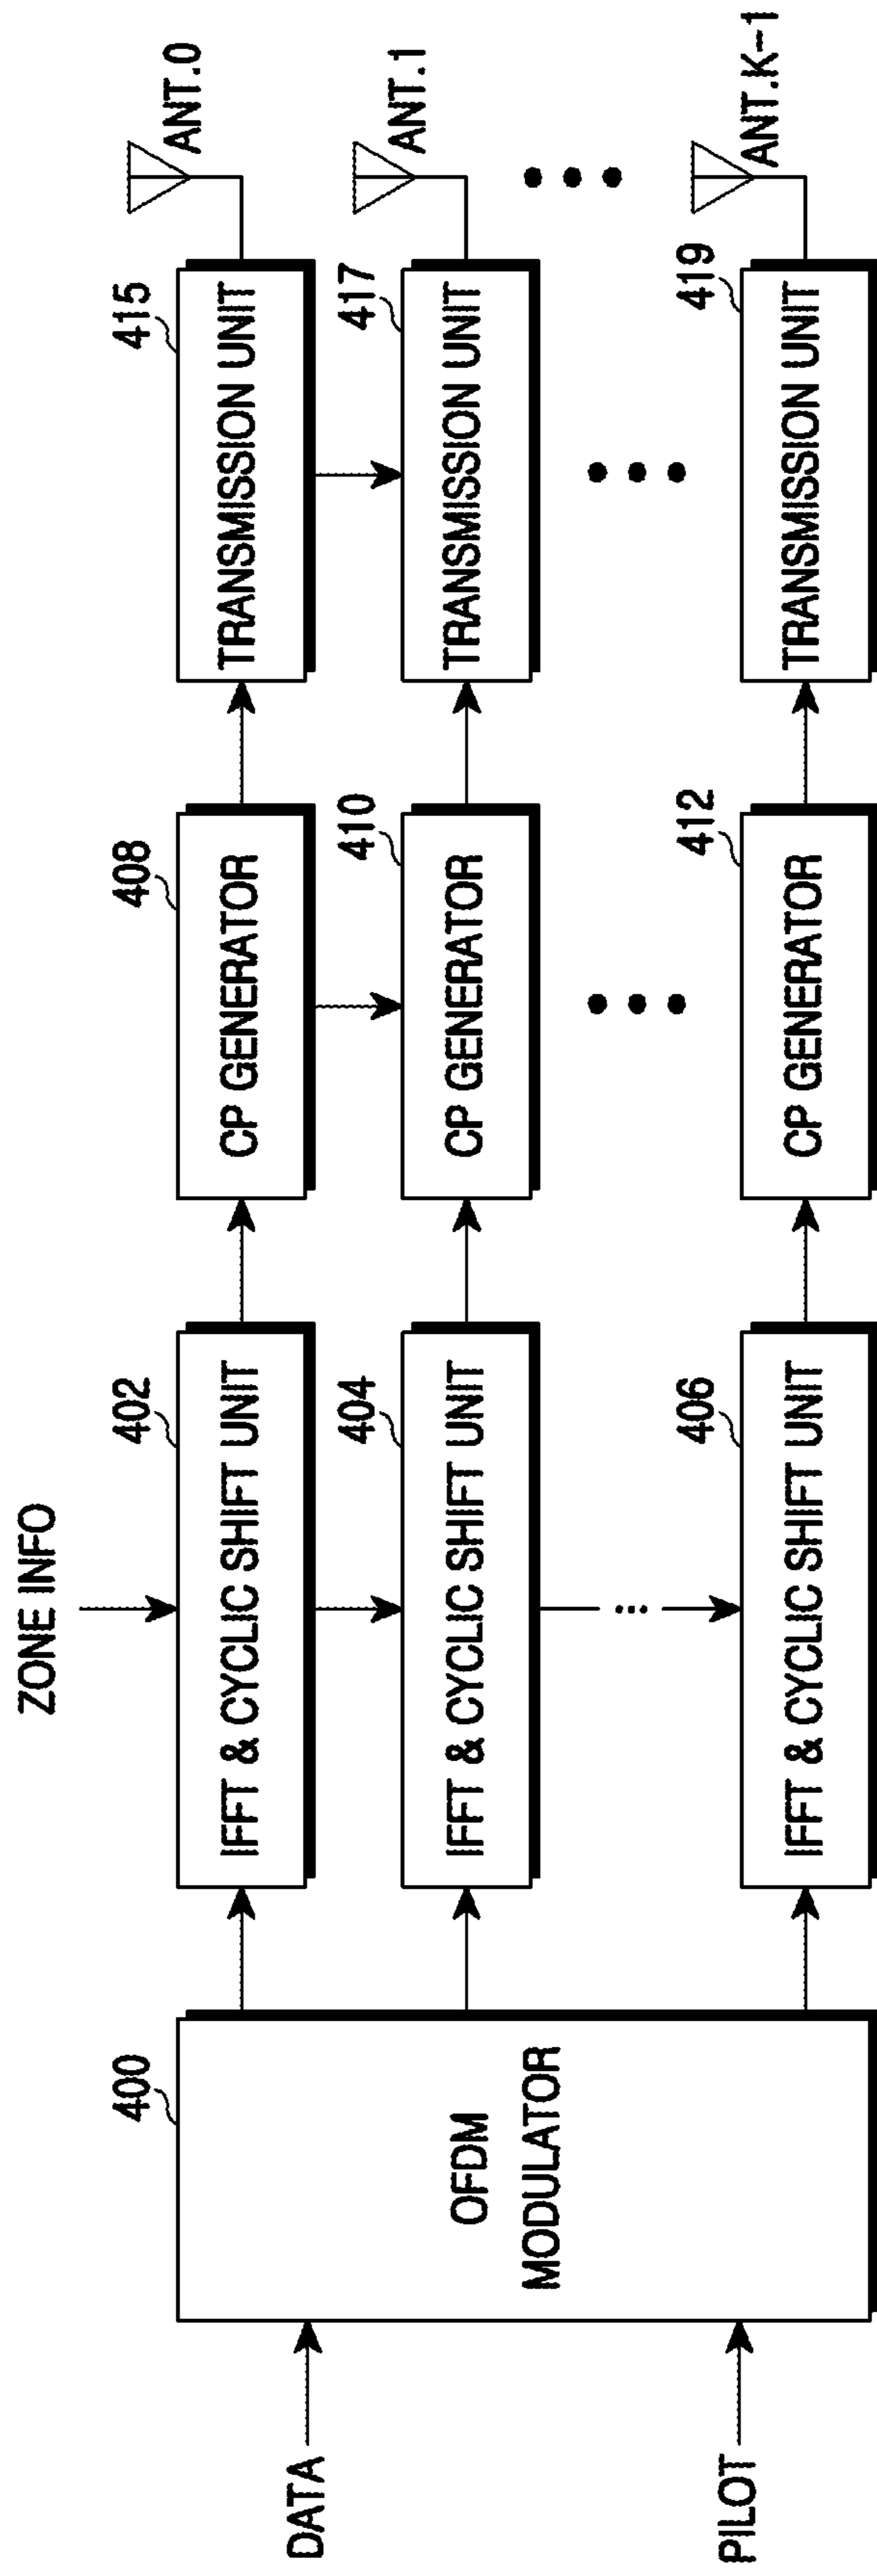 ZONE INFO
400
402
408
415
ANT.0
DATA
OFDM
MODULATOR
IFFT & CYCLIC SHIFT UNIT
CP GENERATOR
TRANSMISSION UNIT
404
410
417
ANT.1
IFFT & CYCLIC SHIFT UNIT
CP GENERATOR
TRANSMISSION UNIT
...
406
412
419
ANT.K-1
PILOT
IFFT & CYCLIC SHIFT UNIT
CP GENERATOR
TRANSMISSION UNIT